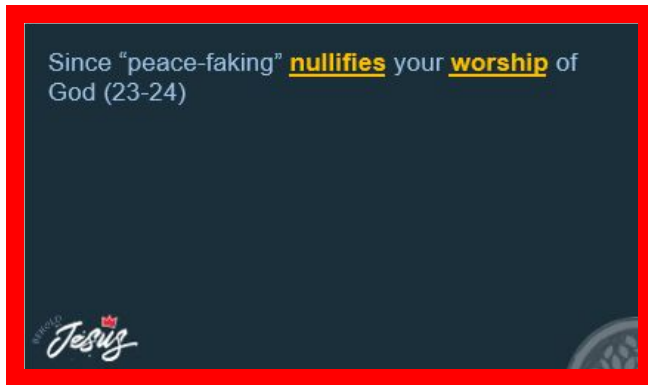 Since “peace-faking” nullifies your worship of
God (23-24)
BEHOLD
Jesus